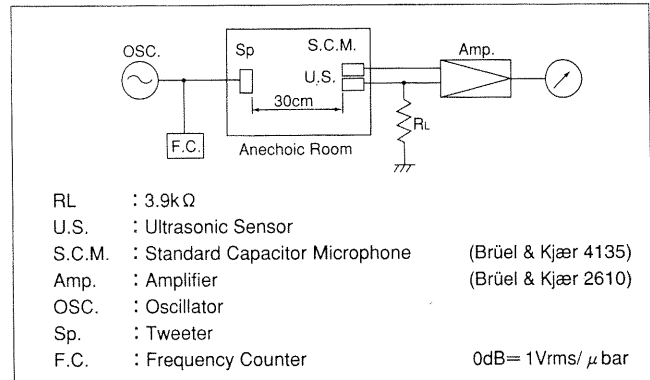 OSC.
Sp
S.C.M.
U.S.
Amp.
30cm
RL
F.C.
Anechoic Room
RL : 3.9kΩ
U.S. : Ultrasonic Sensor
S.C.M. : Standard Capacitor Microphone (Brüel & Kjær 4135)
Amp. : Amplifier (Brüel & Kjær 2610)
OSC. : Oscillator
Sp. : Tweeter
F.C. : Frequency Counter 0dB=1Vrms/μbar